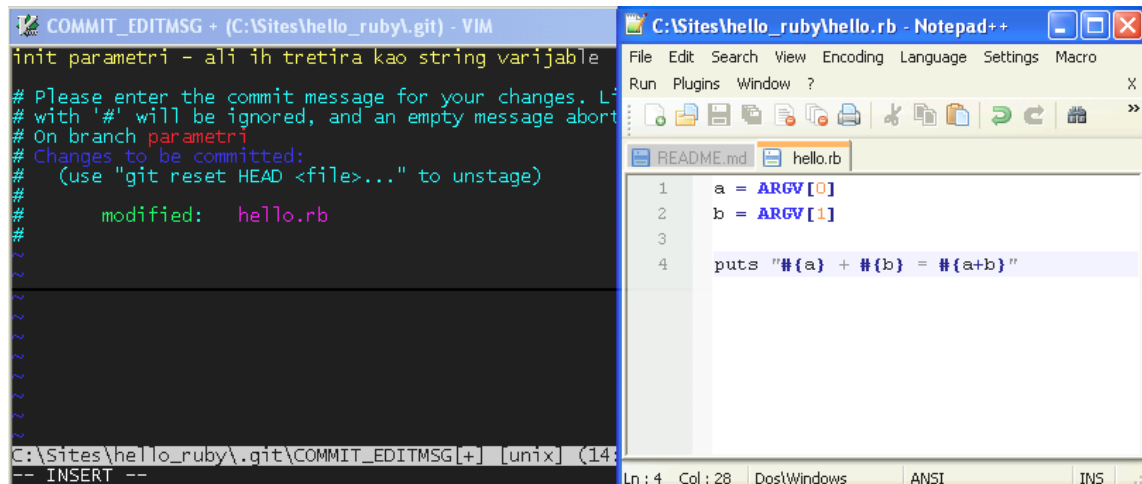 COMMIT_EDITMSG + (C:\Sites\hello_ruby\.git) - VIM
init parametri - ali ih tretira kao string varijable
# Please enter the commit message for your changes. Li
# with '#' will be ignored, and an empty message abort
# On branch parametri
# Changes to be committed:
#   (use "git reset HEAD <file>..." to unstage)
#
#       modified:   hello.rb
#
~
~
~
~
~
~
~
~
~
C:\Sites\hello_ruby\.git\COMMIT_EDITMSG[+] [unix] (14:
-- INSERT --
C:\Sites\hello_ruby\hello.rb - Notepad++
File Edit Search View Encoding Language Settings Macro
Run Plugins Window ? X
»
README.md hello.rb
1 a = ARGV[0]
2 b = ARGV[1]
3
4 puts "#{a} + #{b} = #{a+b}"
Ln : 4 Col : 28 Dos\Windows ANSI INS